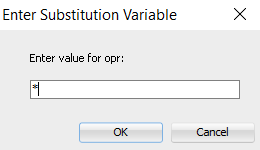 Enter Substitution Variable
Enter value for opr:
*
OK Cancel